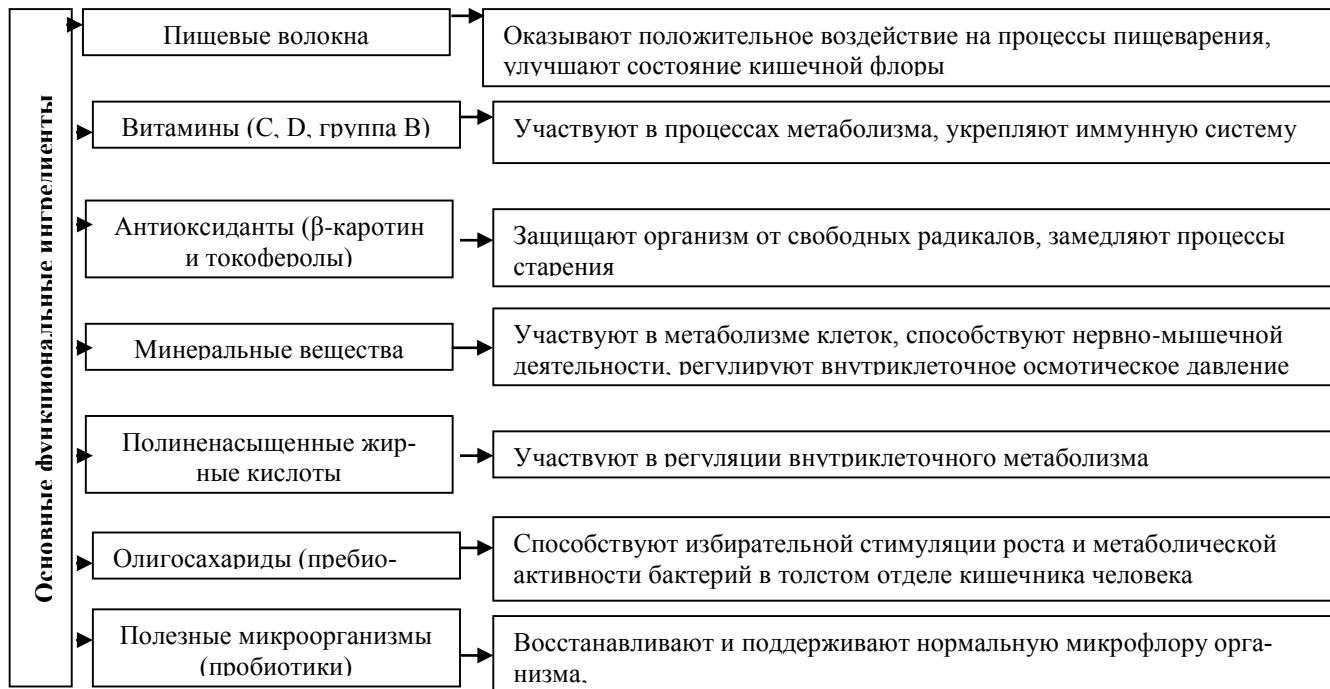 Основные функциональные ингредиенты
Пищевые волокна
Оказывают положительное воздействие на процессы пищеварения,
улучшают состояние кишечной флоры
Витамины (С, D, группа В)
Участвуют в процессах метаболизма, укрепляют иммунную систему
Антиоксиданты (β-каротин
и токоферолы)
Защищают организм от свободных радикалов, замедляют процессы
старения
Минеральные вещества
Участвуют в метаболизме клеток, способствуют нервно-мышечной
деятельности, регулируют внутриклеточное осмотическое давление
Полиненасыщенные жир-
ные кислоты
Участвуют в регуляции внутриклеточного метаболизма
Олигосахариды (пребио-
Способствуют избирательной стимуляции роста и метаболической
активности бактерий в толстом отделе кишечника человека
Полезные микроорганизмы
(пробиотики)
Восстанавливают и поддерживают нормальную микрофлору орга-
низма,